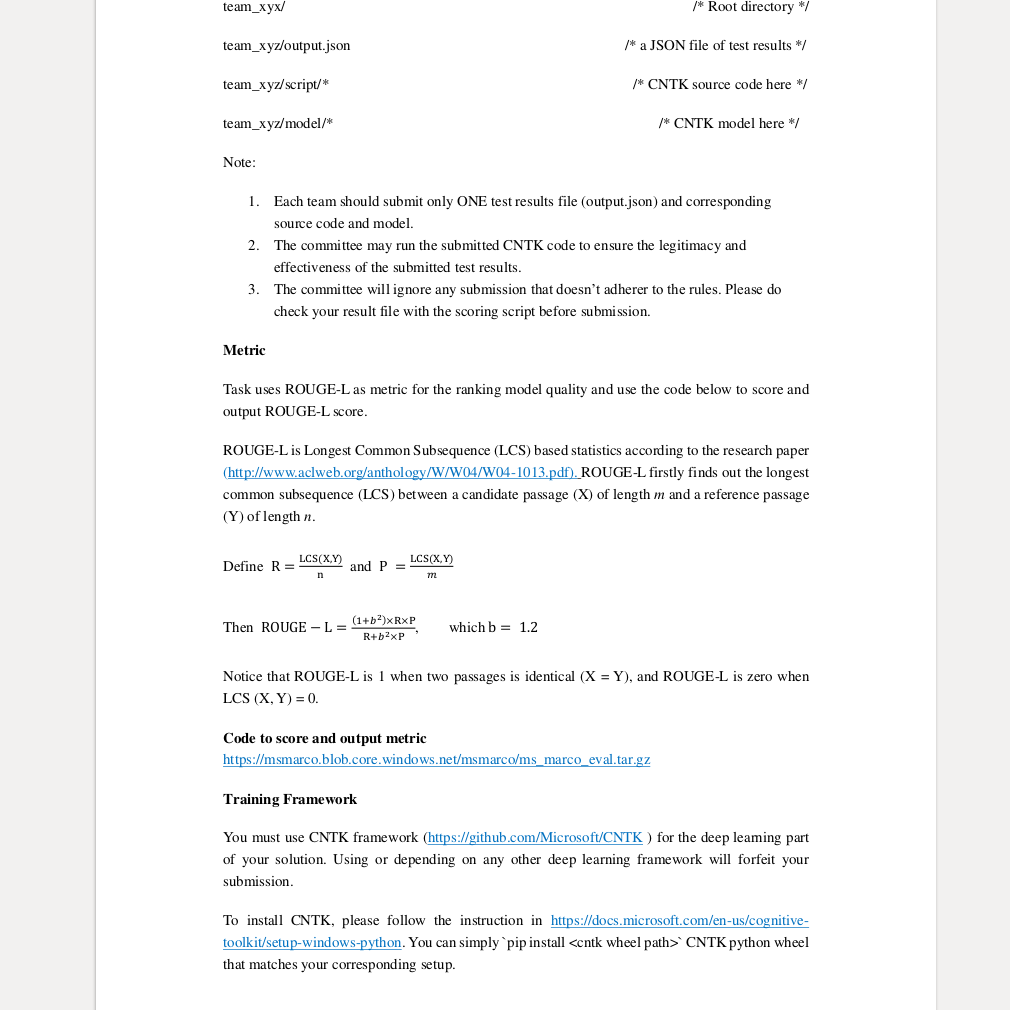 team_xyx/ /* Root directory */
team_xyz/output.json /* a JSON file of test results */
team_xyz/script/* /* CNTK source code here */
team_xyz/model/* /* CNTK model here */
Note:
1. Each team should submit only ONE test results file (output.json) and corresponding
source code and model.
2. The committee may run the submitted CNTK code to ensure the legitimacy and
effectiveness of the submitted test results.
3. The committee will ignore any submission that doesn’t adherer to the rules. Please do
check your result file with the scoring script before submission.
Metric
Task uses ROUGE-L as metric for the ranking model quality and use the code below to score and
output ROUGE-L score.
ROUGE-L is Longest Common Subsequence (LCS) based statistics according to the research paper
(http://www.aclweb.org/anthology/W/W04/W04-1013.pdf). ROUGE-L firstly finds out the longest
common subsequence (LCS) between a candidate passage (X) of length m and a reference passage
(Y) of length n.
Define R = LCS(X,Y)/n and P = LCS(X,Y)/m
Then ROUGE − L = (1+b²)×R×P/R+b²×P, which b = 1.2
Notice that ROUGE-L is 1 when two passages is identical (X = Y), and ROUGE-L is zero when
LCS (X, Y) = 0.
Code to score and output metric
https://msmarco.blob.core.windows.net/msmarco/ms_marco_eval.tar.gz
Training Framework
You must use CNTK framework (https://github.com/Microsoft/CNTK ) for the deep learning part
of your solution. Using or depending on any other deep learning framework will forfeit your
submission.
To install CNTK, please follow the instruction in https://docs.microsoft.com/en-us/cognitive-
toolkit/setup-windows-python. You can simply `pip install <cntk wheel path>` CNTK python wheel
that matches your corresponding setup.